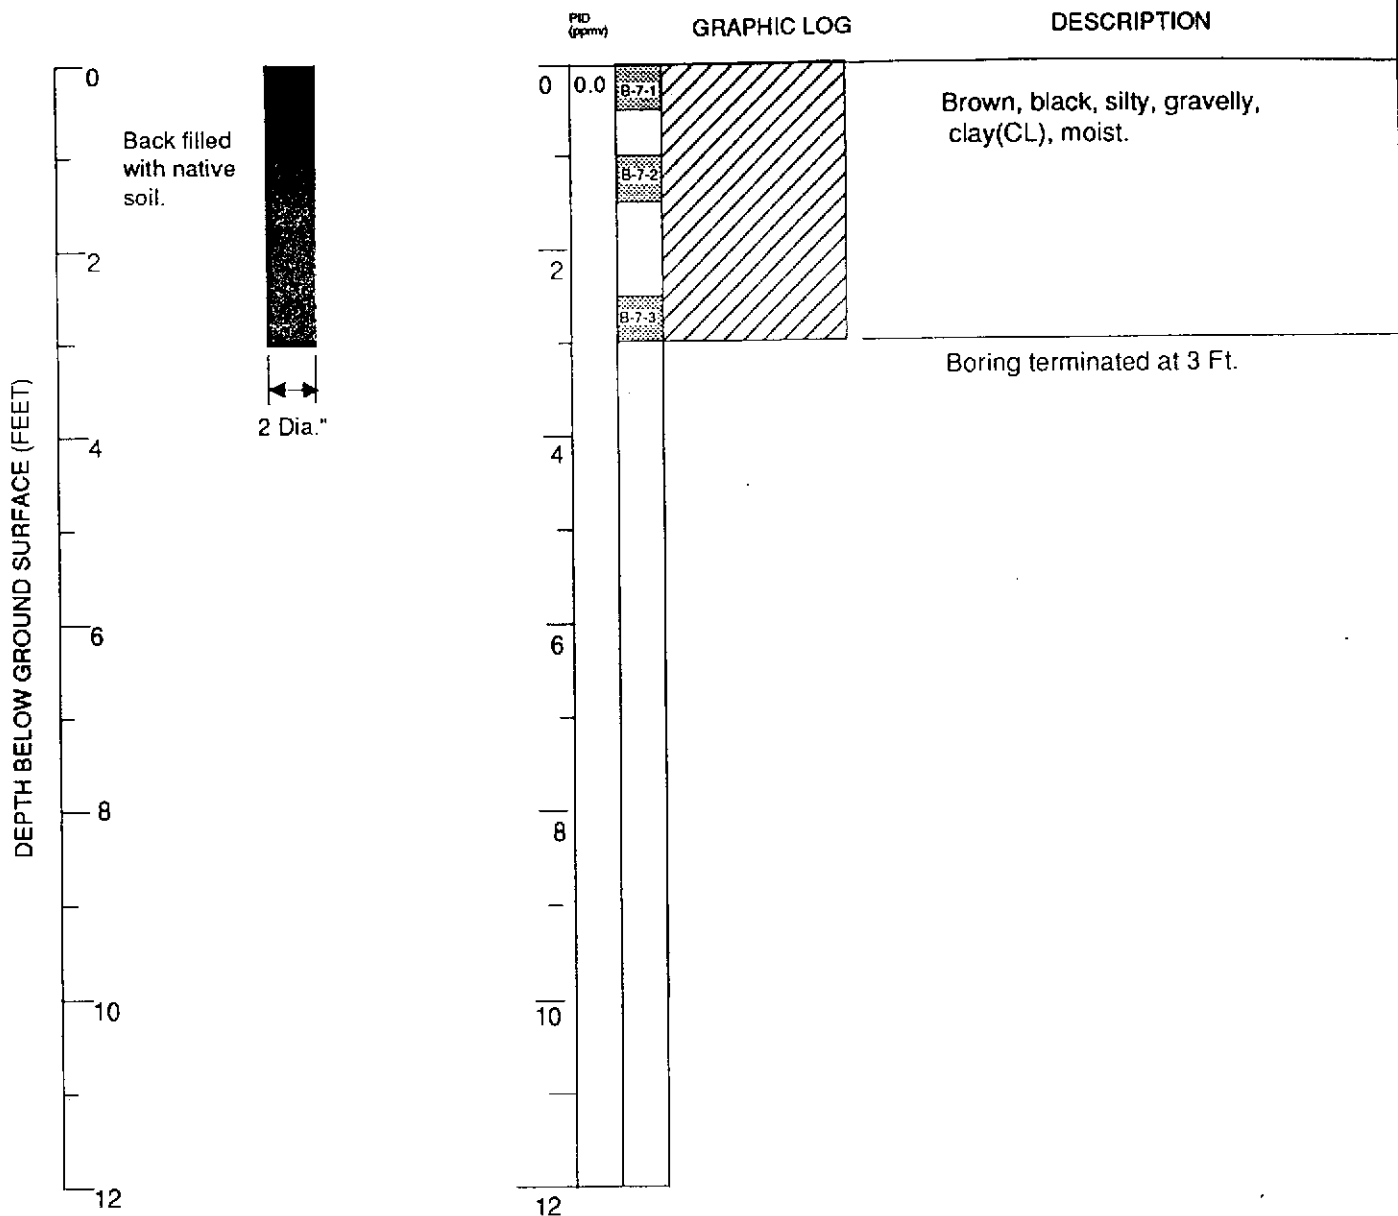 PID
(ppmv)
GRAPHIC LOG
DESCRIPTION
DEPTH BELOW GROUND SURFACE (FEET)
0
2
4
6
8
10
12
Back filled
with native
soil.
2 Dia."
0
2
4
6
8
10
12
0.0
B-7-1
B-7-2
B-7-3
Brown, black, silty, gravelly,
clay(CL), moist.
Boring terminated at 3 Ft.